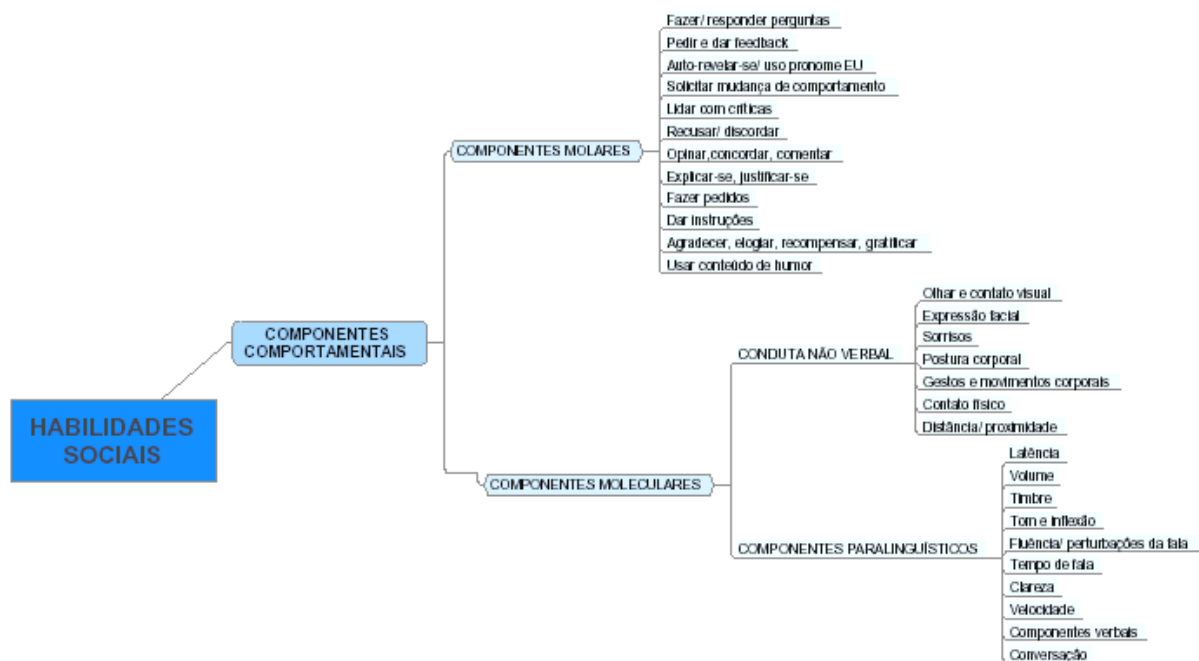 HABILIDADES
SOCIAIS
COMPONENTES
COMPORTAMENTAIS
COMPONENTES MOLARES
Fazer/ responder perguntas
Pedir e dar feedback
Auto-revelar-se/ uso pronome EU
Solicitar mudança de comportamento
Lidar com críticas
Recusar/ discordar
Opinar,concordar, comentar
Explicar-se, justificar-se
Fazer pedidos
Dar instruções
Agradecer, elogiar, recompensar, gratificar
Usar conteúdo de humor
COMPONENTES MOLECULARES
CONDUTA NÃO VERBAL
Olhar e contato visual
Expressão facial
Sorrisos
Postura corporal
Gestos e movimentos corporais
Contato físico
Distância/ proximidade
COMPONENTES PARALINGUÍSTICOS
Latência
Volume
Timbre
Tom e inflexão
Fluência/ perturbações da fala
Tempo de fala
Clareza
Velocidade
Componentes verbais
Conversação